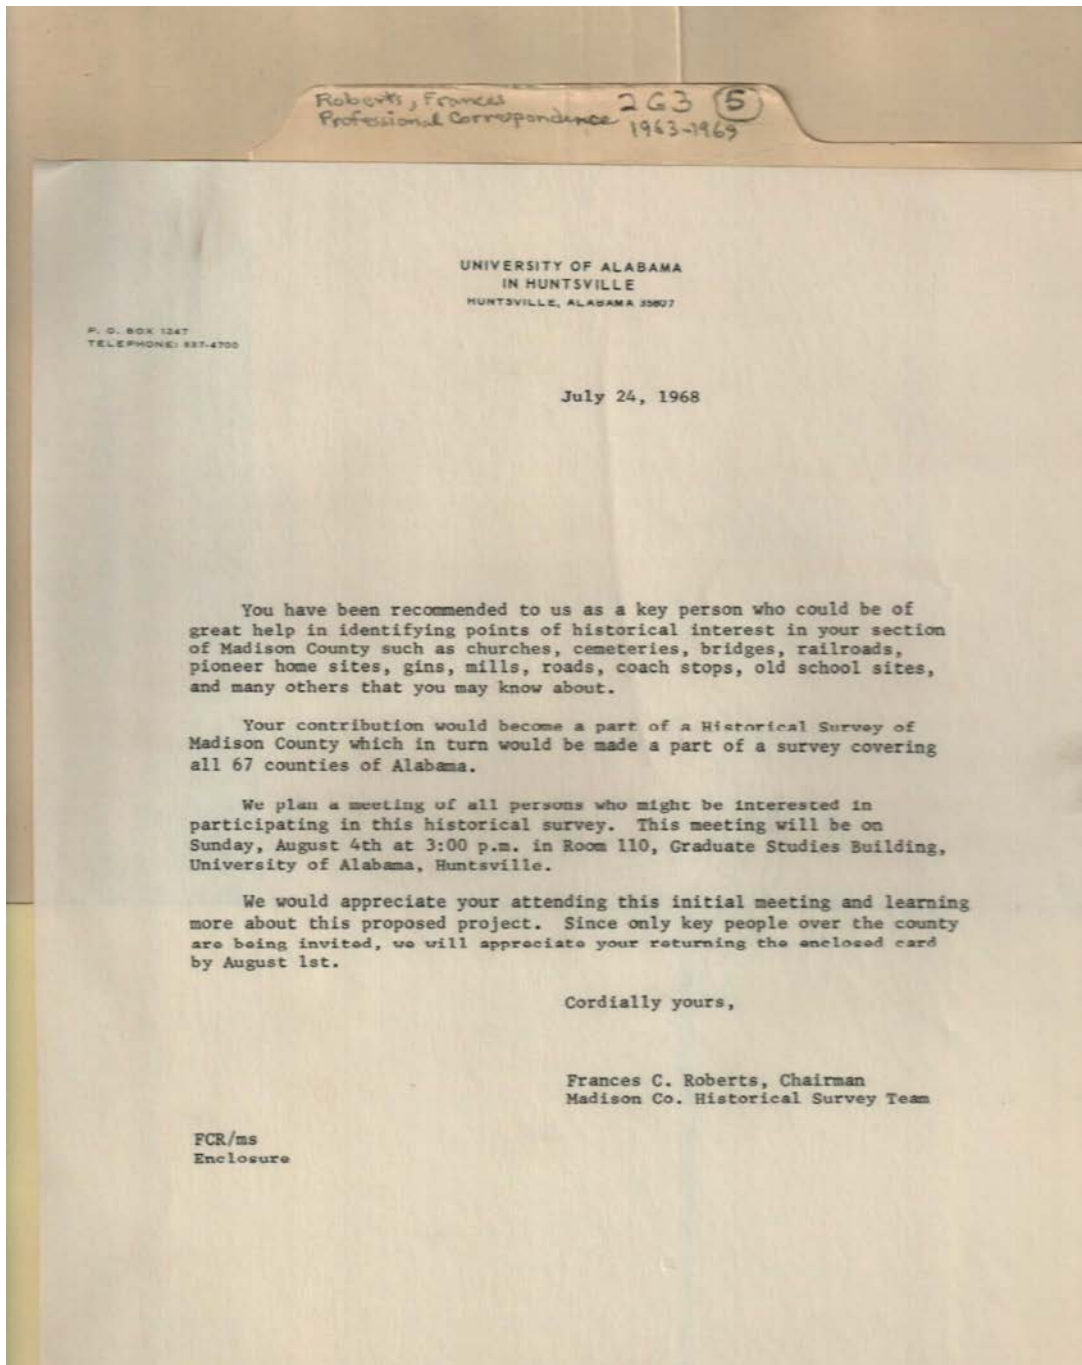 Roberts, Frances 2G3 5
Professional Correspondence 1963-1969
UNIVERSITY OF ALABAMA
IN HUNTSVILLE
HUNTSVILLE, ALABAMA 35807
P. O. BOX 1247
TELEPHONE: 837-4700
July 24, 1968
You have been recommended to us as a key person who could be of
great help in identifying points of historical interest in your section
of Madison County such as churches, cemeteries, bridges, railroads,
pioneer home sites, gins, mills, roads, coach stops, old school sites,
and many others that you may know about.
Your contribution would become a part of a Historical Survey of
Madison County which in turn would be made a part of a survey covering
all 67 counties of Alabama.
We plan a meeting of all persons who might be interested in
participating in this historical survey. This meeting will be on
Sunday, August 4th at 3:00 p.m. in Room 110, Graduate Studies Building,
University of Alabama, Huntsville.
We would appreciate your attending this initial meeting and learning
more about this proposed project. Since only key people over the county
are being invited, we will appreciate your returning the enclosed card
by August 1st.
Cordially yours,
Frances C. Roberts, Chairman
Madison Co. Historical Survey Team
FCR/ms
Enclosure